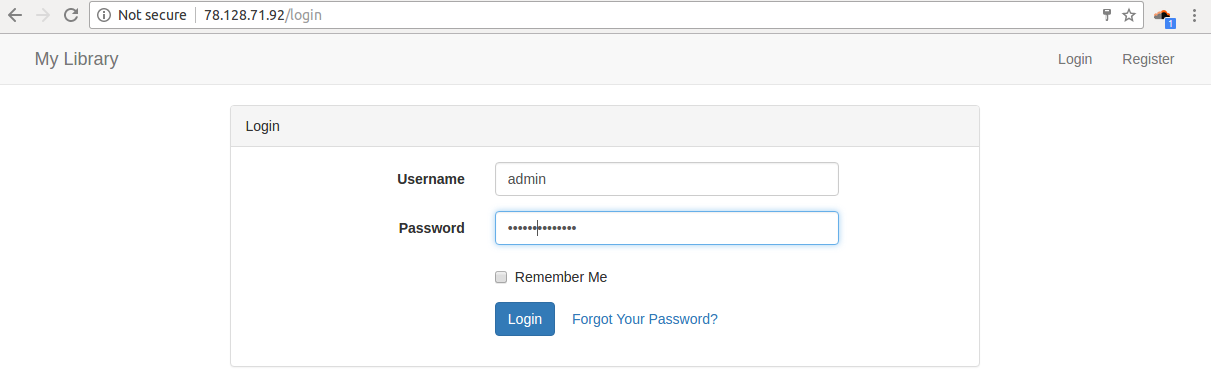 Not secure 78.128.71.92/login
1
My Library Login Register
Login
Username admin
Password ••••••••••••••
Remember Me
Login Forgot Your Password?